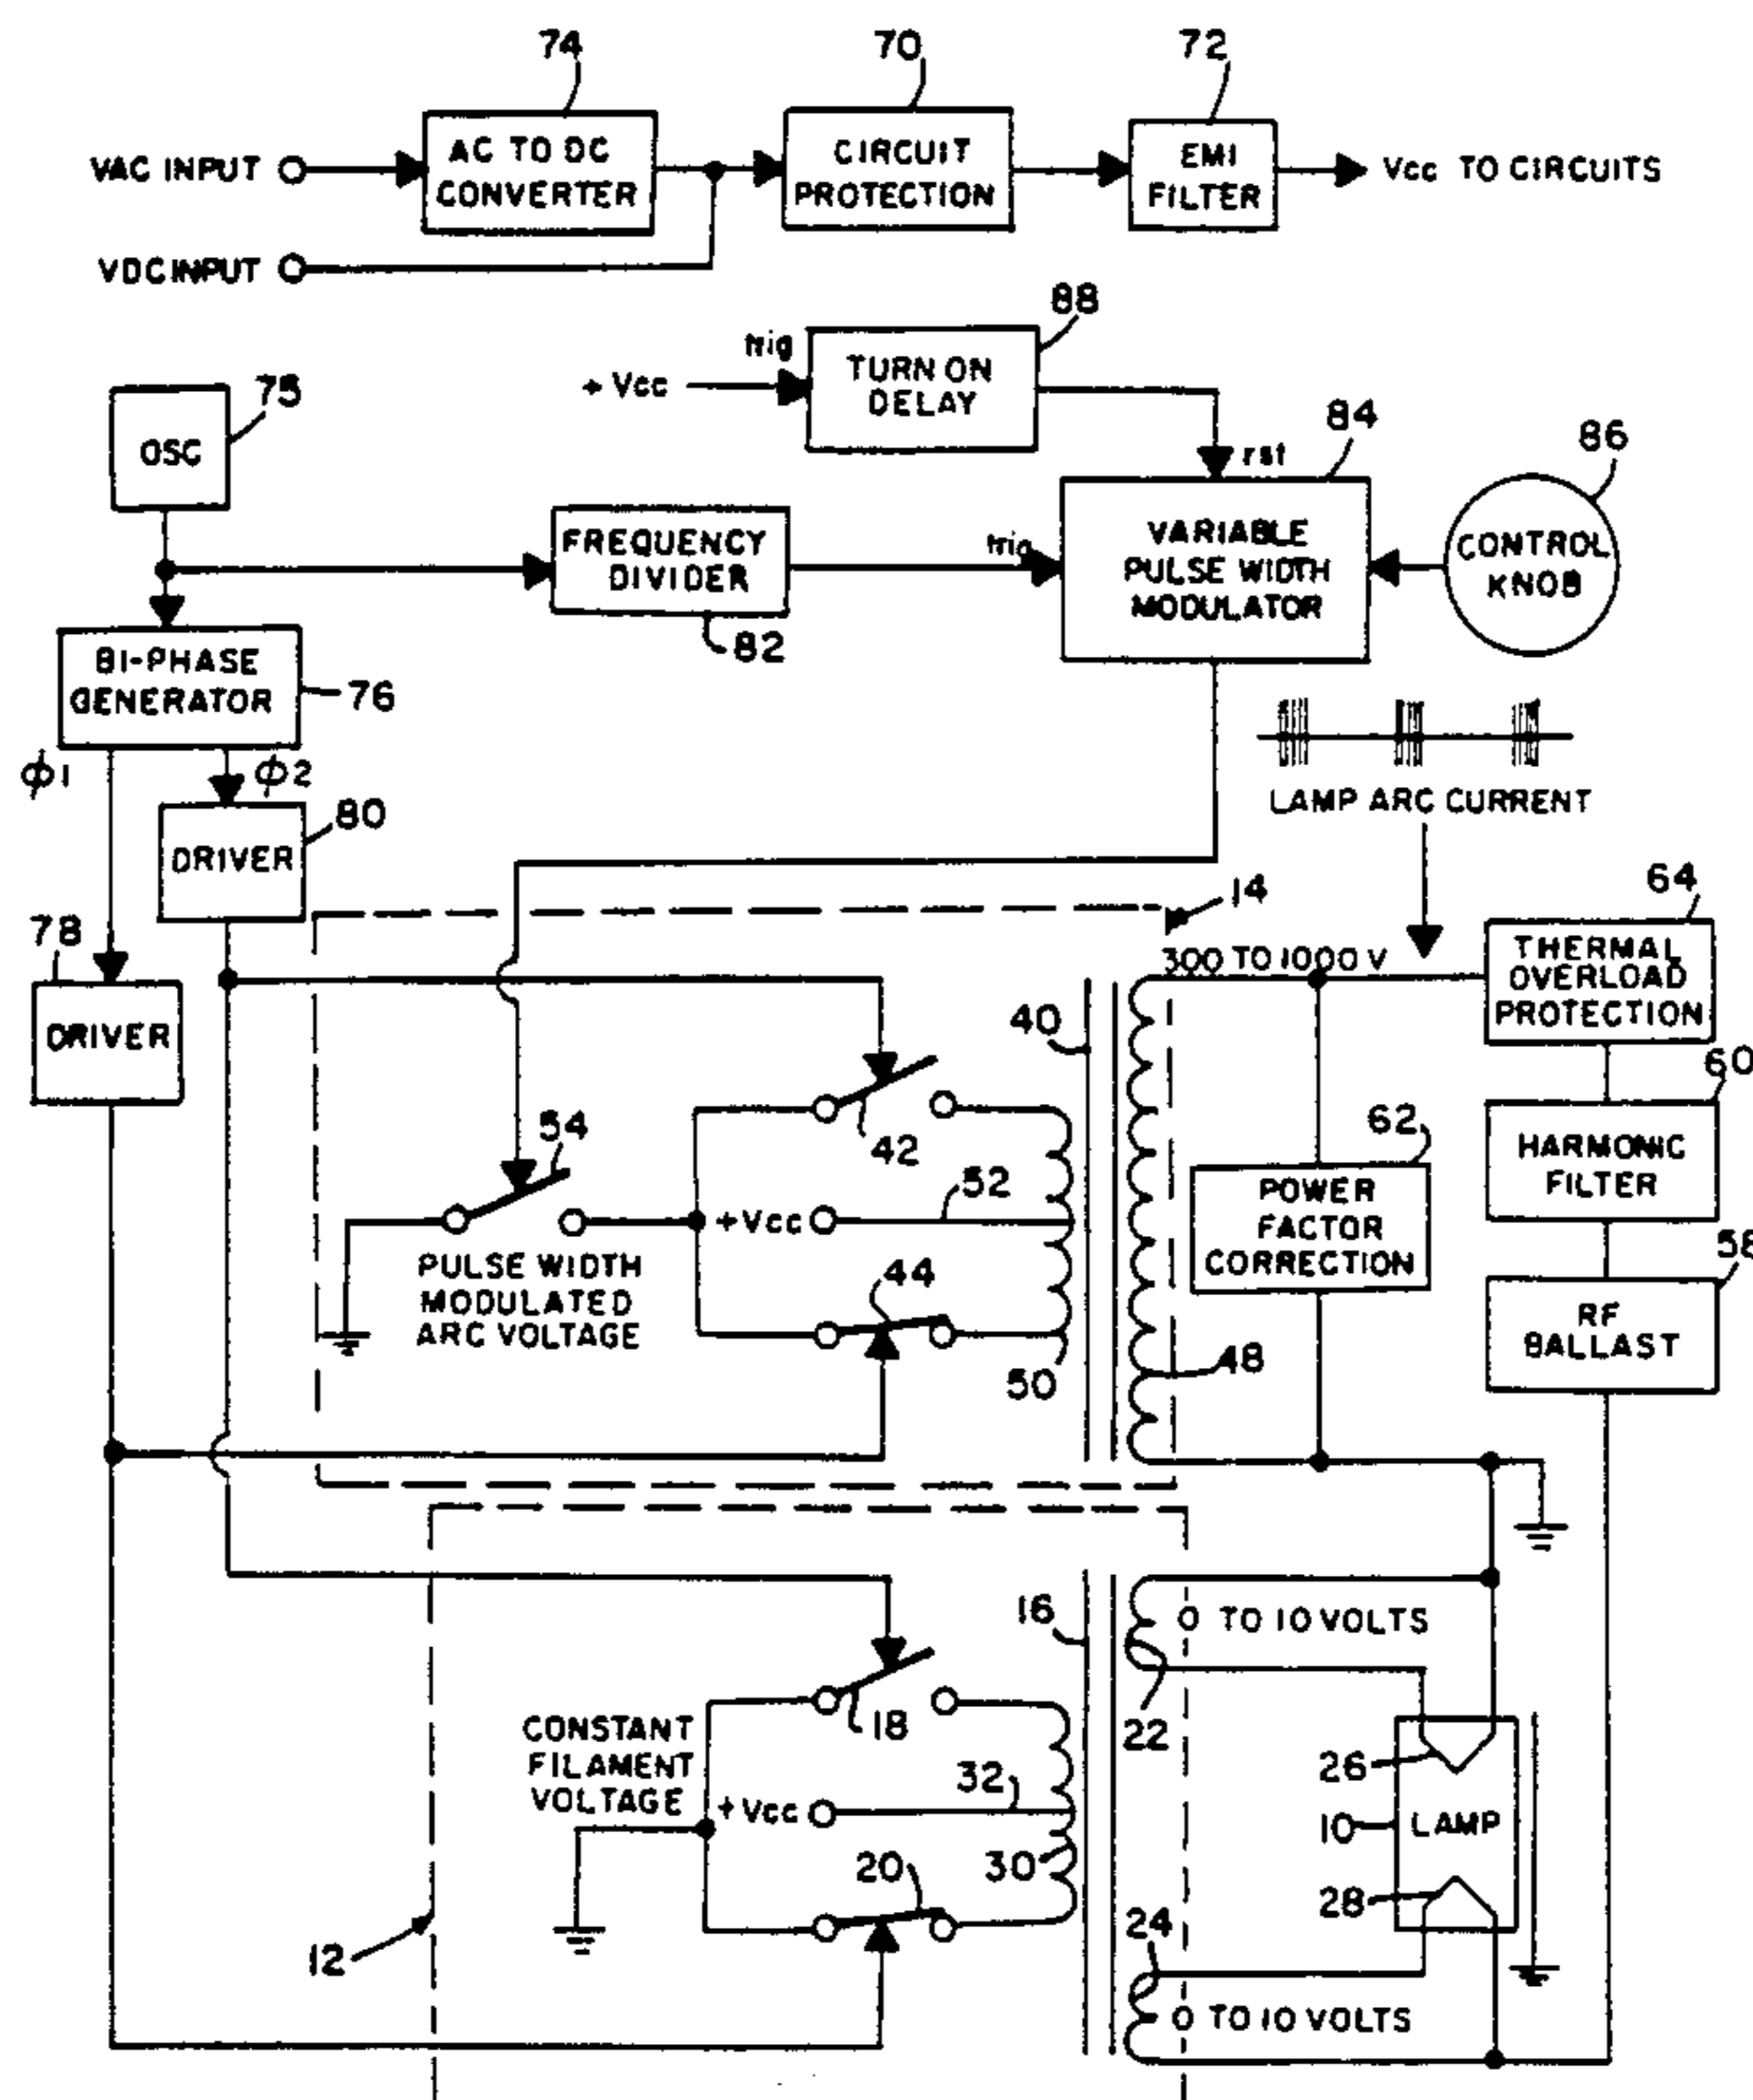 74
70
72
VAC INPUT
AC TO DC
CONVERTER
CIRCUIT
PROTECTION
EMI
FILTER
Vcc TO CIRCUITS
VDC INPUT
88
trig
+ Vcc
TURN ON
DELAY
75
OSC
84
rst
86
FREQUENCY
DIVIDER
82
trig
VARIABLE
PULSE WIDTH
MODULATOR
CONTROL
KNOB
BI-PHASE
GENERATOR
76
ϕ1
ϕ2
LAMP ARC CURRENT
DRIVER
80
78
DRIVER
14
64
300 TO 1000 V
THERMAL
OVERLOAD
PROTECTION
40
60
54
42
62
HARMONIC
FILTER
52
+Vcc
POWER
FACTOR
CORRECTION
58
PULSE WIDTH
MODULATED
ARC VOLTAGE
44
RF
BALLAST
50
48
16
0 TO 10 VOLTS
18
22
CONSTANT
FILAMENT
VOLTAGE
32
+Vcc
26
10
LAMP
20
30
28
24
12
0 TO 10 VOLTS